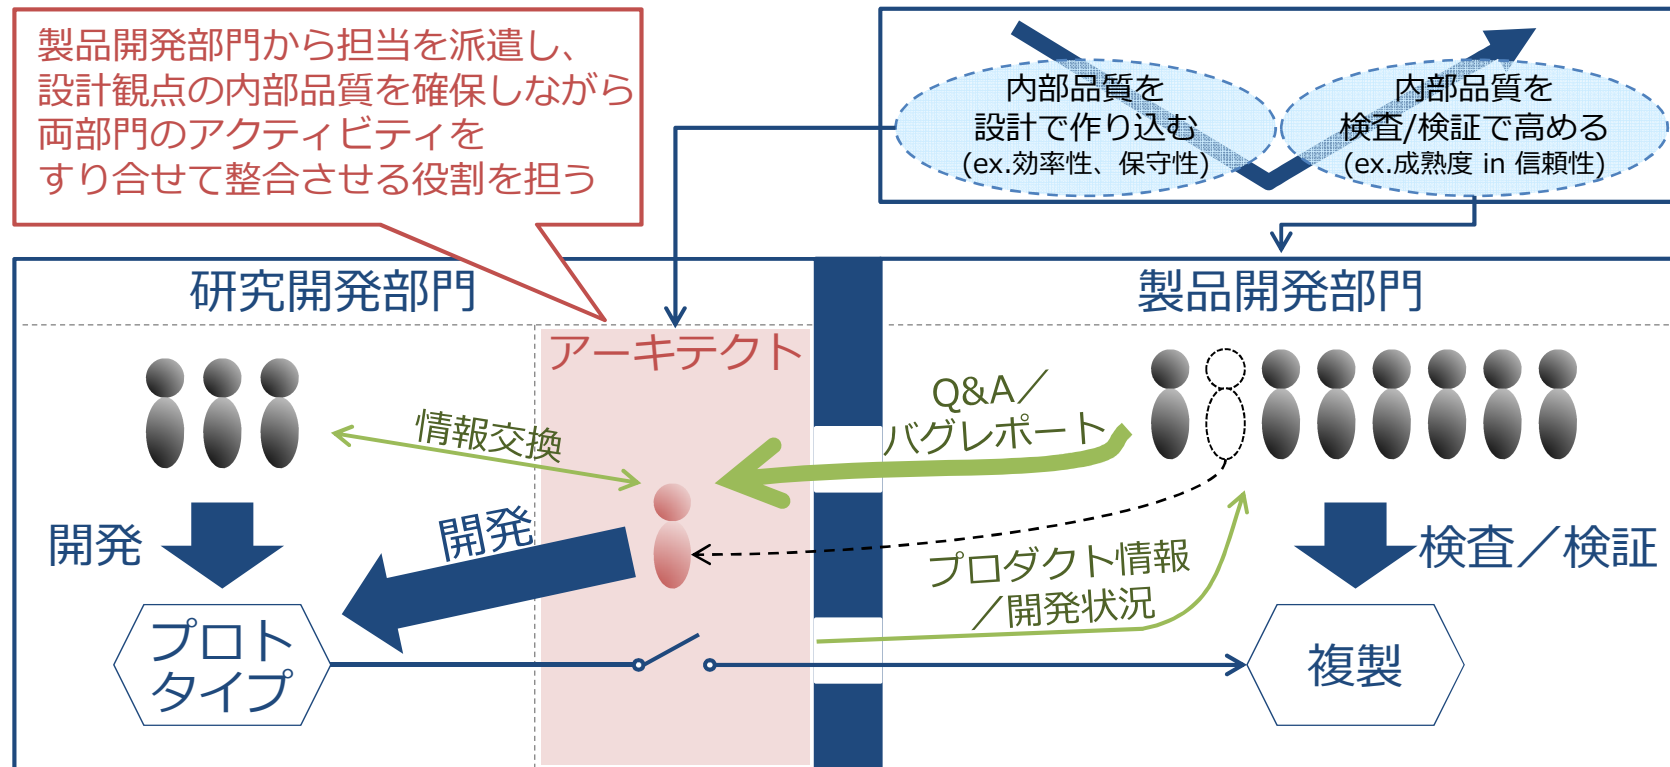 製品開発部門から担当を派遣し、
設計観点の内部品質を確保しながら
両部門のアクティビティを
すり合せて整合させる役割を担う
内部品質を
設計で作り込む
(ex.効率性、保守性)
内部品質を
検査/検証で高める
(ex.成熟度 in 信頼性)
研究開発部門
製品開発部門
アーキテクト
Q&A／
バグレポート
情報交換
開発
開発
プロダクト情報
／開発状況
検査／検証
プロト
タイプ
複製